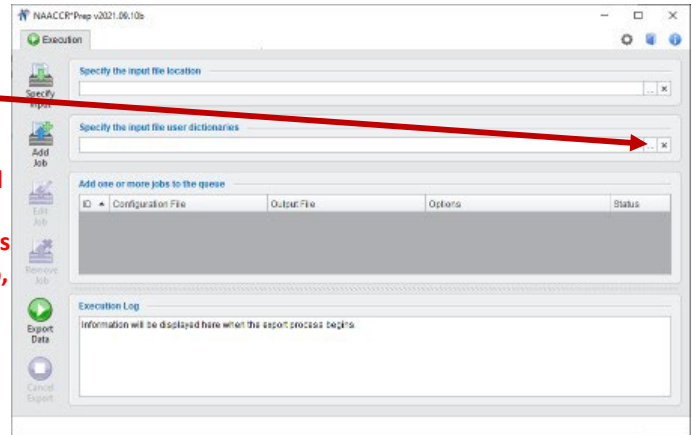 NAACCR*Prep v2021.09.10b
Execution
Specify the input file location
Specify
Input
... ×
Specify the input file user dictionaries
Add
Job
... ×
Add one or more jobs to the queue
Edit
Job
ID Configuration File Output File Options Status
s
Remove
Job
,
Execution Log
Export
Data
Information will be displayed here when the export process begins
Cancel
Export